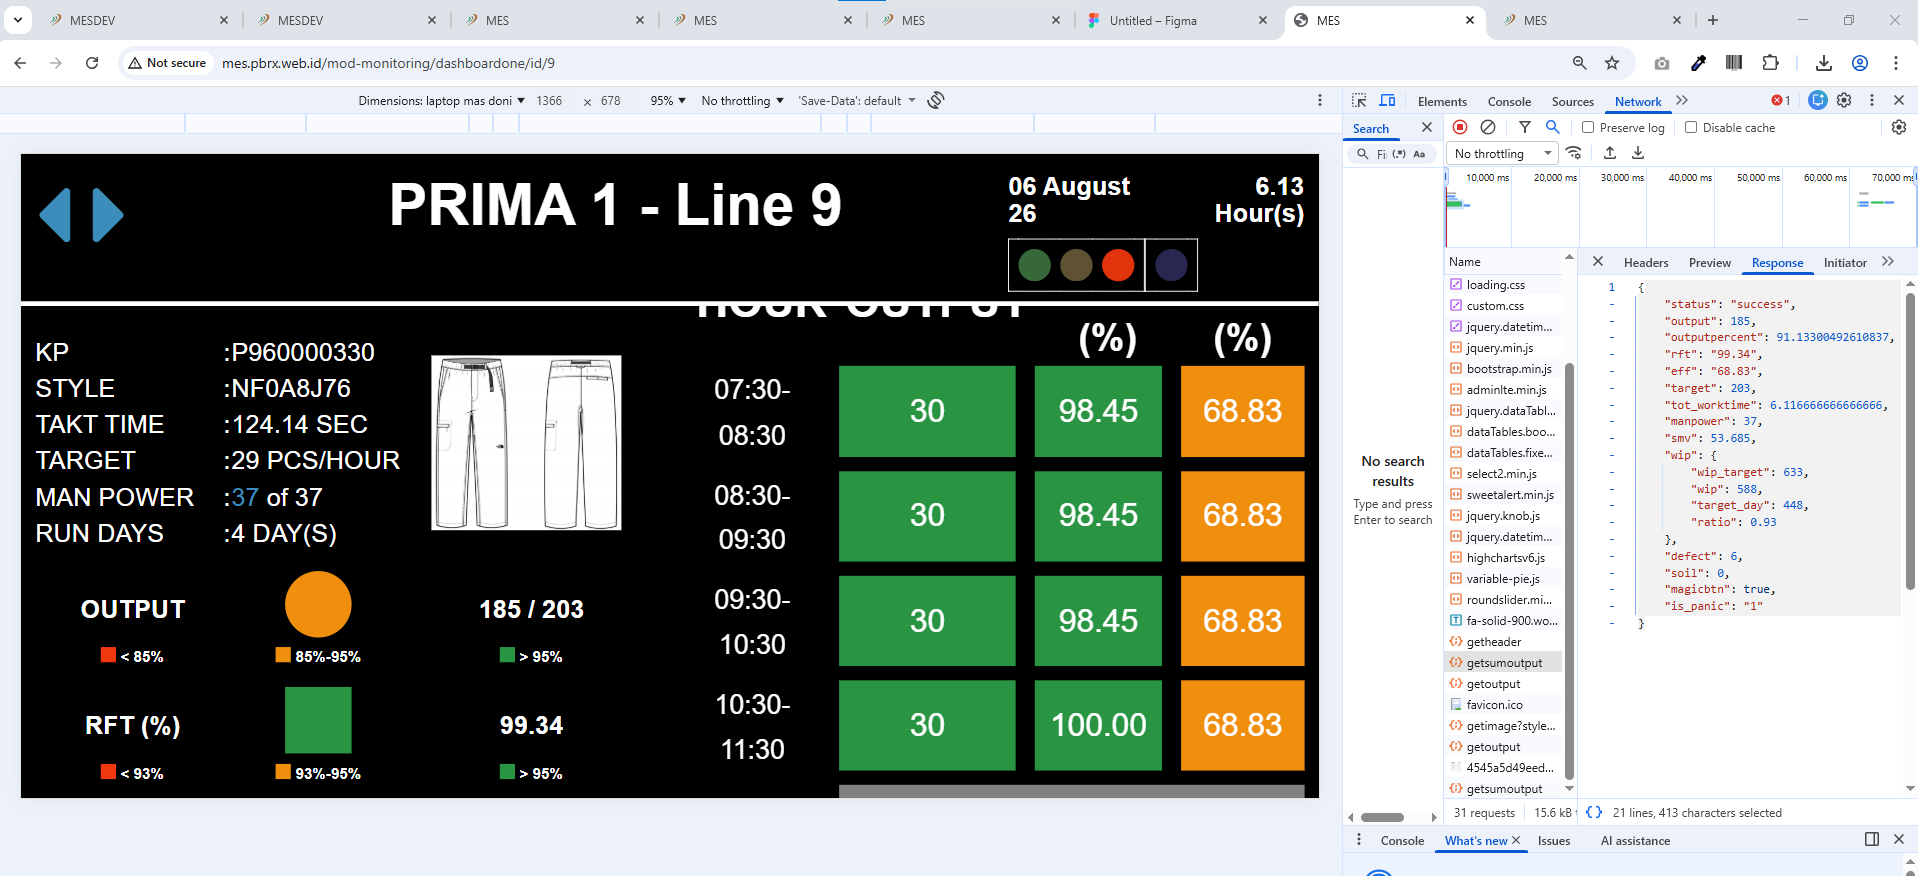 MESDEV
MESDEV
MES
MES
MES
Untitled – Figma
MES
MES
Not secure
mes.pbrx.web.id/mod-monitoring/dashboardone/id/9
Dimensions: laptop mas doni ▼ 1366 × 678 95% ▼ No throttling ▼ 'Save-Data': default
Elements Console Sources Network
1
Search
Preserve log
Disable cache
Fi (.*) Aa
No throttling
10,000 ms 20,000 ms 30,000 ms 40,000 ms 50,000 ms 60,000 ms 70,000 ms
PRIMA 1 - Line 9
06 August
26
6.13
Hour(s)
HOUR OUTPUT
(%)
(%)
KP :P960000330
STYLE :NF0A8J76
TAKT TIME :124.14 SEC
TARGET :29 PCS/HOUR
MAN POWER :37 of 37
RUN DAYS :4 DAY(S)
OUTPUT 185 / 203
< 85% 85%-95% > 95%
RFT (%) 99.34
< 93% 93%-95% > 95%
07:30-
08:30
30 98.45 68.83
08:30-
09:30
30 98.45 68.83
09:30-
10:30
30 98.45 68.83
10:30-
11:30
30 100.00 68.83
No search
results
Type and press
Enter to search
Name
loading.css
custom.css
jquery.datetim...
jquery.min.js
bootstrap.min.js
adminlte.min.js
jquery.dataTabl...
dataTables.boo...
dataTables.fixe...
select2.min.js
sweetalert.min.js
jquery.knob.js
jquery.datetim...
highchartsv6.js
variable-pie.js
roundslider.mi...
fa-solid-900.wo...
getheader
getsumoutput
getoutput
favicon.ico
getimage?style...
getoutput
4545a5d49eed...
getsumoutput
Headers Preview Response Initiator
1 {
"status": "success",
"output": 185,
"outputpercent": 91.13300492610837,
"rft": "99.34",
"eff": "68.83",
"target": 203,
"tot_worktime": 6.116666666666666,
"manpower": 37,
"smv": 53.685,
"wip": {
"wip_target": 633,
"wip": 588,
"target_day": 448,
"ratio": 0.93
},
"defect": 6,
"soil": 0,
"magicbtn": true,
"is_panic": "1"
}
31 requests 15.6 kB
{} 21 lines, 413 characters selected
Console What's new Issues AI assistance